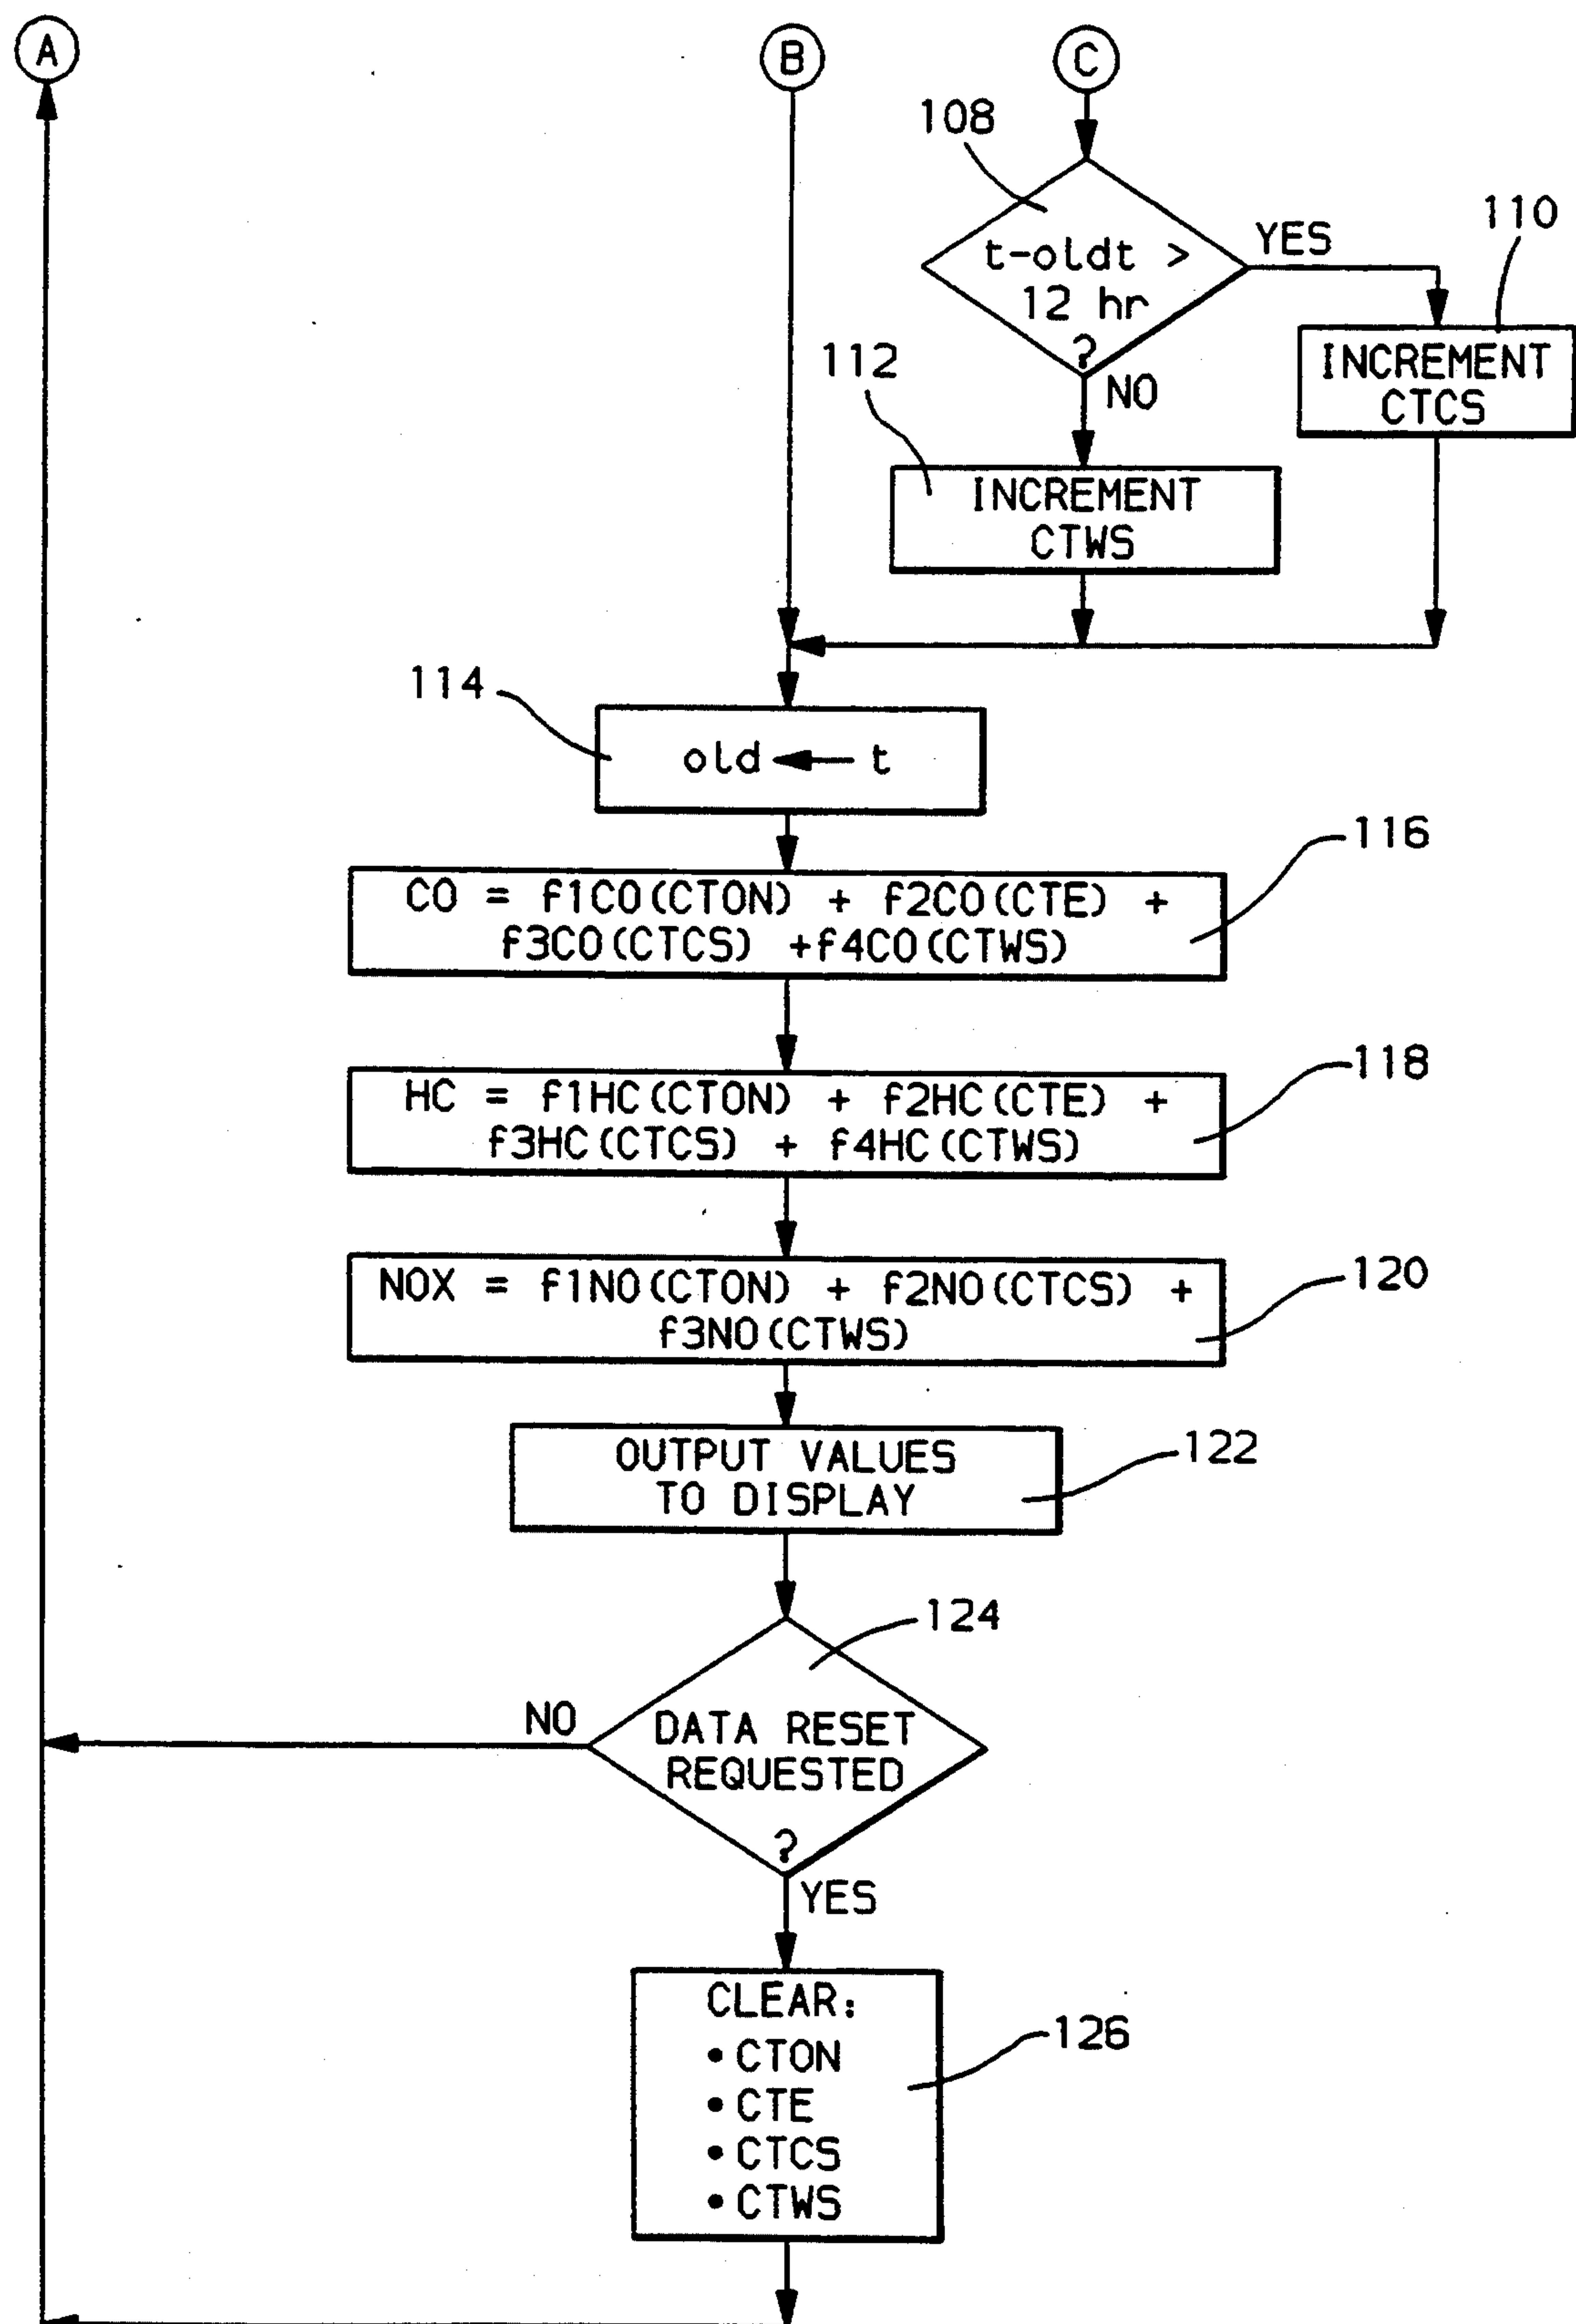 A
B
C
108
t-oldt >
12 hr
?
YES
110
INCREMENT
CTCS
NO
112
INCREMENT
CTWS
114
old ← t
116
CO = f1CO(CTON) + f2CO(CTE) +
f3CO(CTCS) +f4CO(CTWS)
118
HC = f1HC(CTON) + f2HC(CTE) +
f3HC(CTCS) + f4HC(CTWS)
120
NOX = f1NO(CTON) + f2NO(CTCS) +
f3NO(CTWS)
122
OUTPUT VALUES
TO DISPLAY
124
NO
DATA RESET
REQUESTED
?
YES
126
CLEAR:
• CTON
• CTE
• CTCS
• CTWS